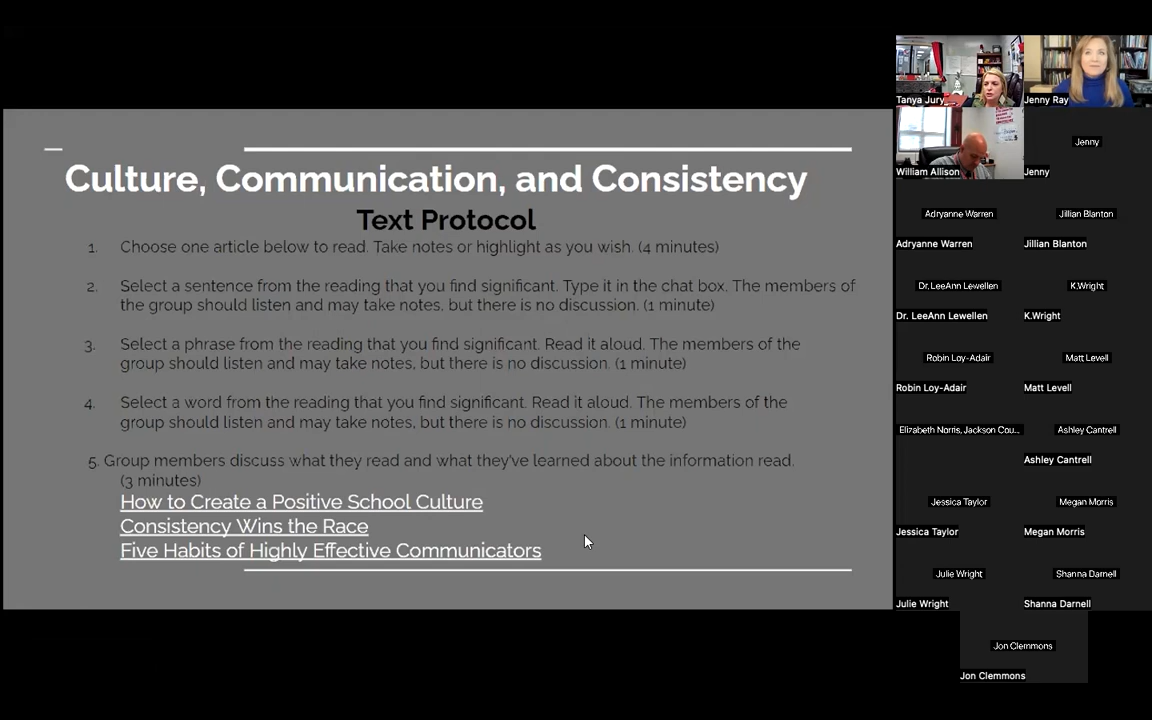 Culture, Communication, and Consistency
Text Protocol
1. Choose one article below to read. Take notes or highlight as you wish. (4 minutes)
2. Select a sentence from the reading that you find significant. Type it in the chat box. The members of
the group should listen and may take notes, but there is no discussion. (1 minute)
3. Select a phrase from the reading that you find significant. Read it aloud. The members of the
group should listen and may take notes, but there is no discussion. (1 minute)
4. Select a word from the reading that you find significant. Read it aloud. The members of the
group should listen and may take notes, but there is no discussion. (1 minute)
5. Group members discuss what they read and what they've learned about the information read.
(3 minutes)
How to Create a Positive School Culture
Consistency Wins the Race
Five Habits of Highly Effective Communicators
Tanya Jury
Jenny Ray
William Allison
Jenny
Jenny
Adryanne Warren
Jillian Blanton
Adryanne Warren
Jillian Blanton
Dr. LeeAnn Lewellen
K.Wright
Dr. LeeAnn Lewellen
K.Wright
Robin Loy-Adair
Matt Levell
Robin Loy-Adair
Matt Levell
Elizabeth Norris, Jackson Cou...
Ashley Cantrell
Ashley Cantrell
Jessica Taylor
Megan Morris
Jessica Taylor
Megan Morris
Julie Wright
Shanna Darnell
Julie Wright
Shanna Darnell
Jon Clemmons
Jon Clemmons